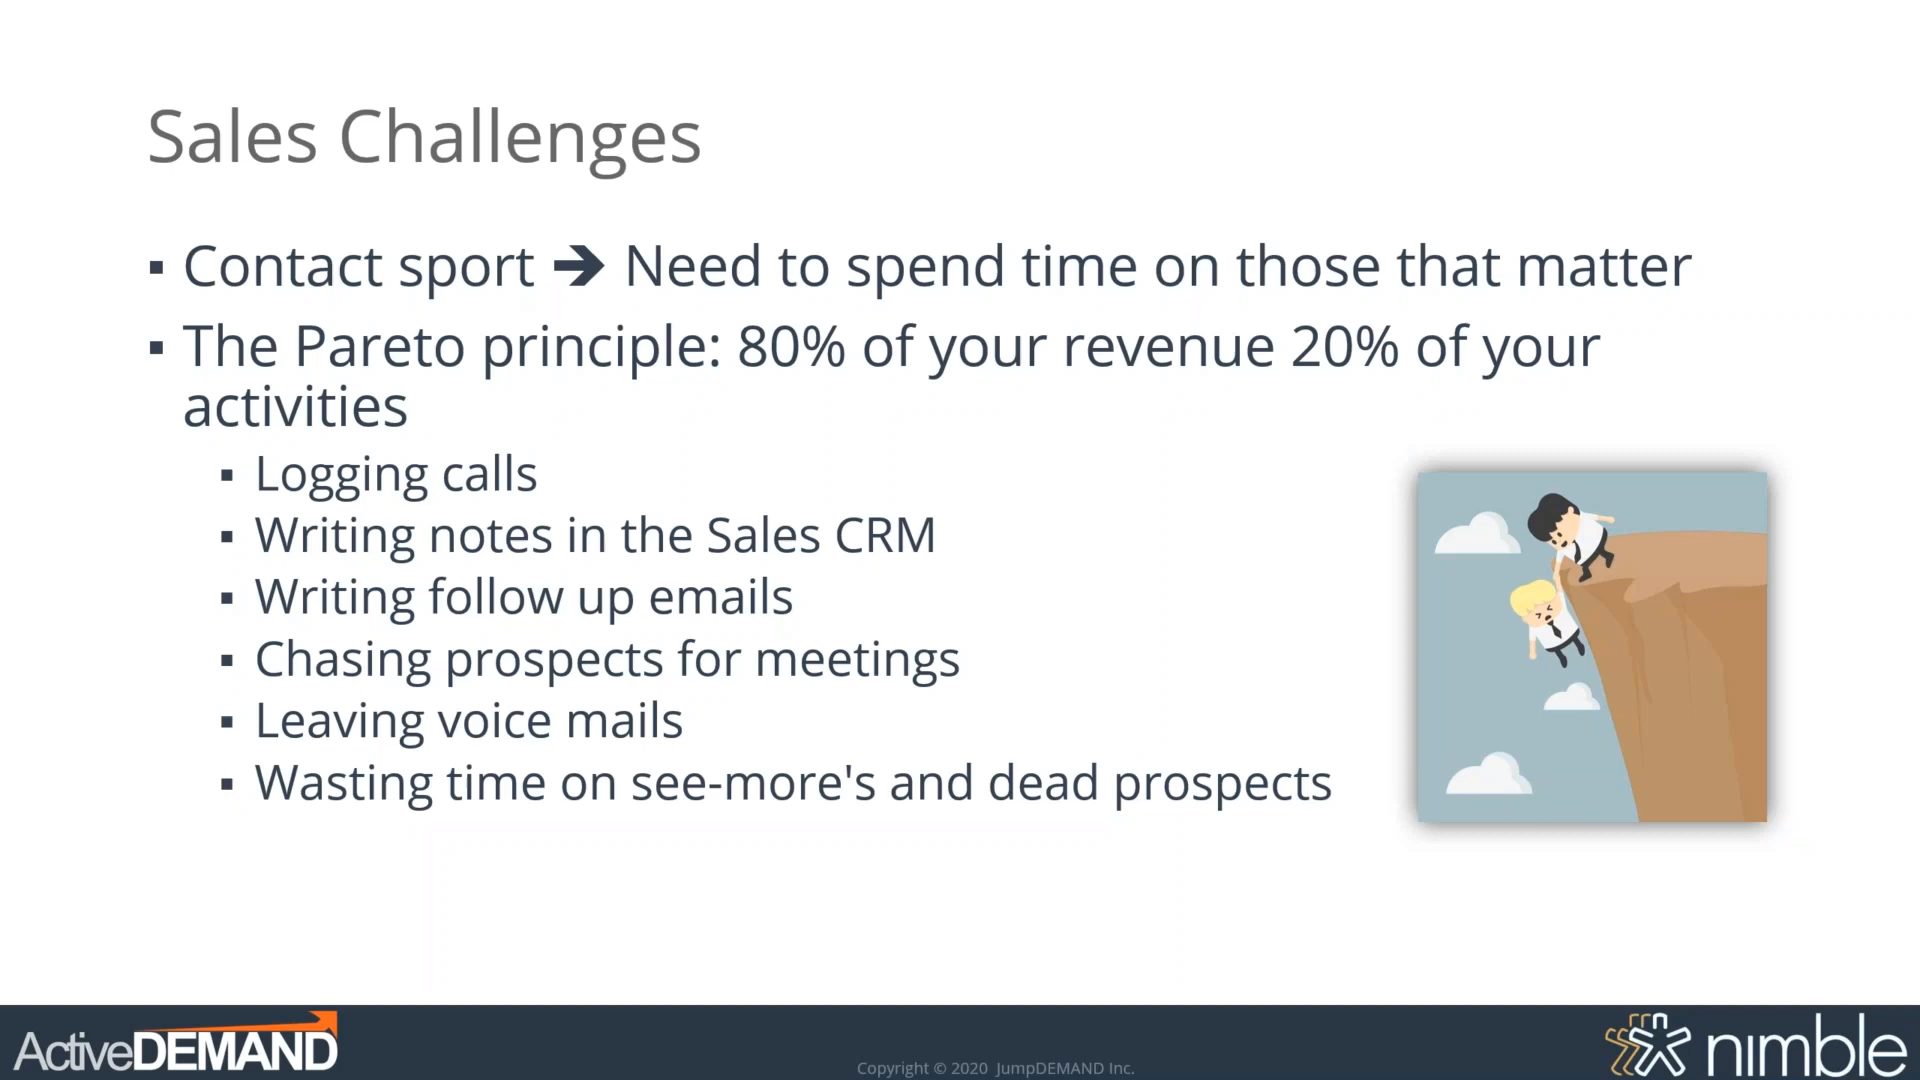 Sales Challenges
▪ Contact sport ➔ Need to spend time on those that matter
▪ The Pareto principle: 80% of your revenue 20% of your
activities
▪ Logging calls
▪ Writing notes in the Sales CRM
▪ Writing follow up emails
▪ Chasing prospects for meetings
▪ Leaving voice mails
▪ Wasting time on see-more's and dead prospects
ActiveDEMAND
Copyright © 2020 JumpDEMAND Inc.
nimble